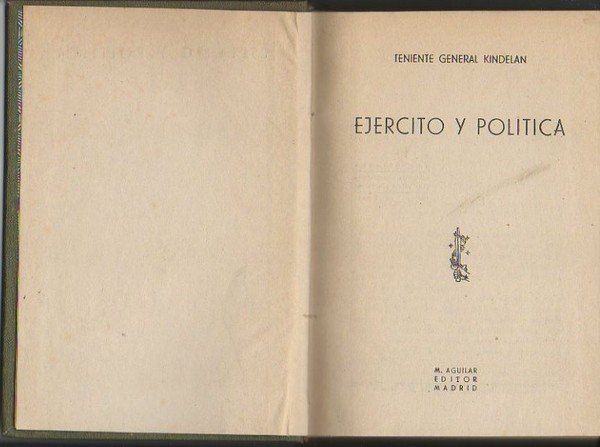 TENIENTE GENERAL KINDELAN
EJERCITO Y POLITICA
M. AGUILAR
EDITOR
MADRID